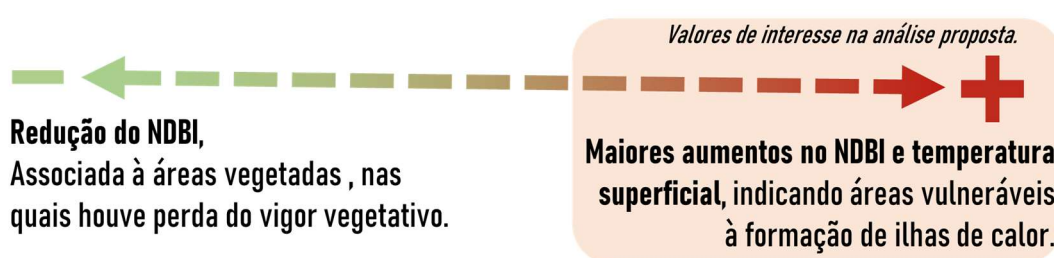 Valores de interesse na análise proposta.
Redução do NDBI,
Associada à áreas vegetadas , nas
quais houve perda do vigor vegetativo.
Maiores aumentos no NDBI e temperatura
superficial, indicando áreas vulneráveis
à formação de ilhas de calor.